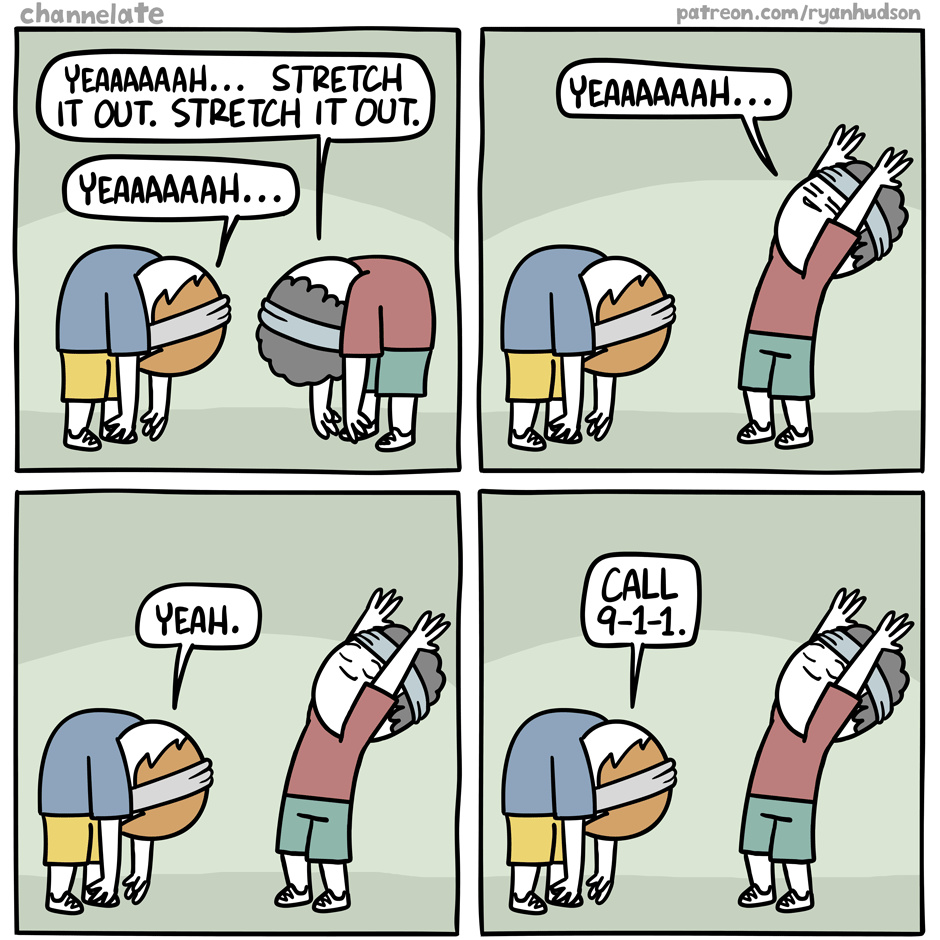 channelate
patreon.com/ryanhudson
YEAAAAAAH... STRETCH
IT OUT. STRETCH IT OUT.
YEAAAAAAH...
YEAAAAAAH...
YEAH.
CALL
9-1-1.